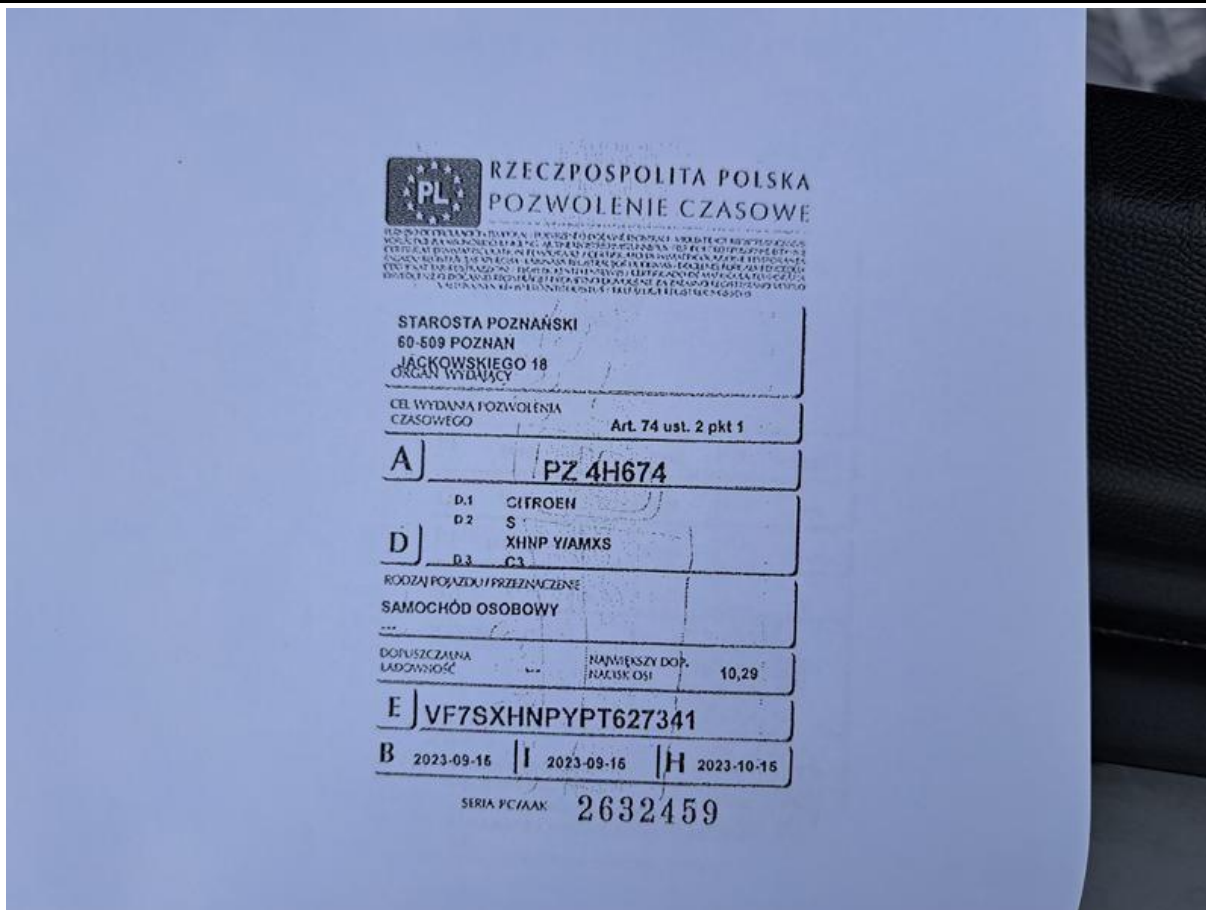 PL
RZECZPOSPOLITA POLSKA
POZWOLENIE CZASOWE
STAROSTA POZNAŃSKI
60-509 POZNAN
JACKOWSKIEGO 18
ORGAN WYDAJĄCY
CEL WYDANIA POZWOLENIA
CZASOWEGO
Art. 74 ust. 2 pkt 1
A
PZ 4H674
D.1 CITROEN
D.2 S
D
XHNP Y/AMXS
D.3 C3
RODZAJ POJAZDU / PRZEZNACZENIE
SAMOCHÓD OSOBOWY
---
DOPUSZCZALNA
ŁADOWNOŚĆ ---
NAJWIĘKSZY DOP.
NACISK OSI 10,29
E VF7SXHNPYPT627341
B 2023-09-15 I 2023-09-15 H 2023-10-15
SERIA PC/AAK 2632459